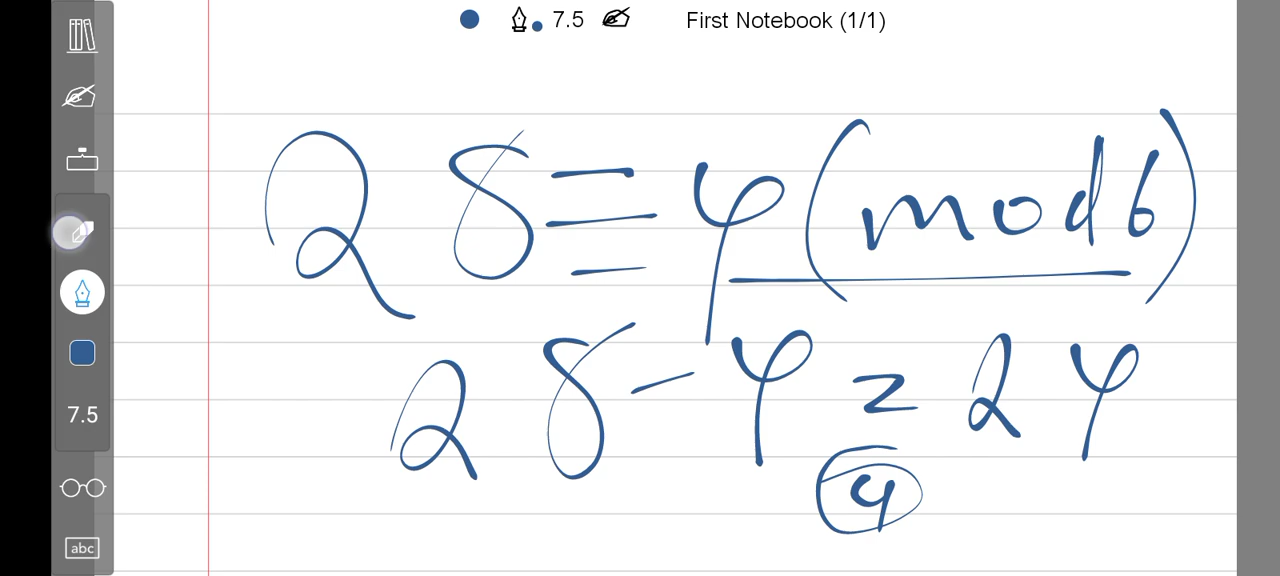 7.5 First Notebook (1/1)
28 ≡ 4 (mod 6)
28 - 4 = 24
4
7.5
abc